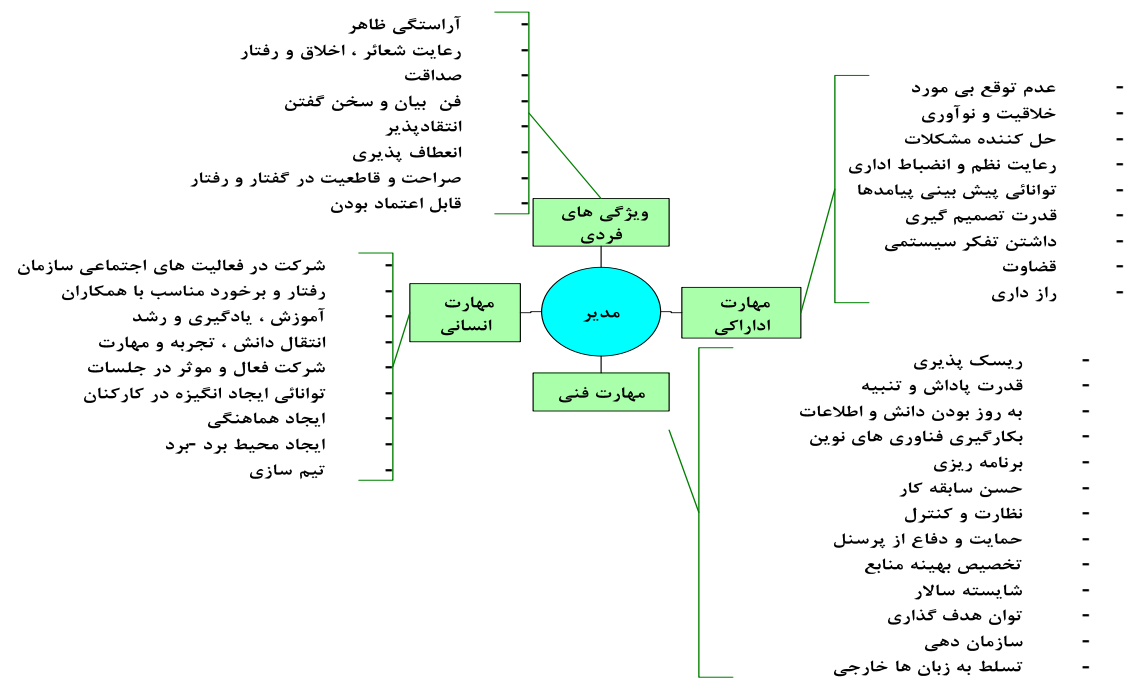 آراستگی ظاهر
رعایت شعائر ، اخلاق و رفتار
صداقت
فن بیان و سخن گفتن
انتقادپذیر
انعطاف پذیری
صراحت و قاطعیت در گفتار و رفتار
قابل اعتماد بودن
ویژگی های
فردی
عدم توقع بی مورد
خلاقیت و نوآوری
حل کننده مشکلات
رعایت نظم و انضباط اداری
توانائی پیش بینی پیامدها
قدرت تصمیم گیری
داشتن تفکر سیستمی
قضاوت
راز داری
مهارت
اداراکی
مدیر
مهارت
انسانی
شرکت در فعالیت های اجتماعی سازمان
رفتار و برخورد مناسب با همکاران
آموزش ، یادگیری و رشد
انتقال دانش ، تجربه و مهارت
شرکت فعال و موثر در جلسات
توانائی ایجاد انگیزه در کارکنان
ایجاد هماهنگی
ایجاد محیط برد -برد
تیم سازی
مهارت فنی
ریسک پذیری
قدرت پاداش و تنبیه
به روز بودن دانش و اطلاعات
بکارگیری فناوری های نوین
برنامه ریزی
حسن سابقه کار
نظارت و کنترل
حمایت و دفاع از پرسنل
تخصیص بهینه منابع
شایسته سالار
توان هدف گذاری
سازمان دهی
تسلط به زبان ها خارجی